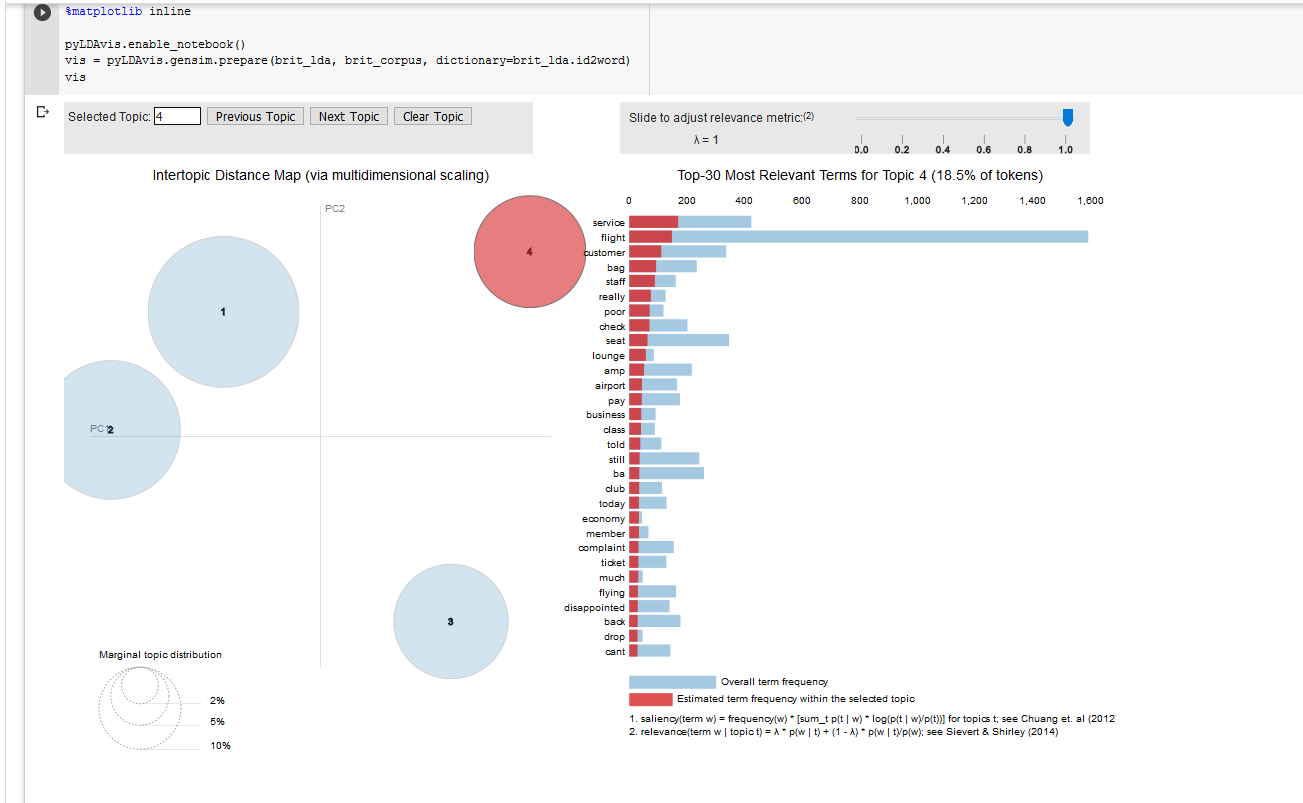 %matplotlib inline
pyLDAvis.enable_notebook()
vis = pyLDAvis.gensim.prepare(brit_lda, brit_corpus, dictionary=brit_lda.id2word)
vis
Selected Topic: 4 Previous Topic Next Topic Clear Topic
Slide to adjust relevance metric:(2)
λ = 1
0.0 0.2 0.4 0.6 0.8 1.0
Intertopic Distance Map (via multidimensional scaling)
PC2
4
1
PC1 2
3
Marginal topic distribution
2%
5%
10%
Top-30 Most Relevant Terms for Topic 4 (18.5% of tokens)
0 200 400 600 800 1,000 1,200 1,400 1,600
service
flight
customer
bag
staff
really
poor
check
seat
lounge
amp
airport
pay
business
class
told
still
ba
club
today
economy
member
complaint
ticket
much
flying
disappointed
back
drop
cant
Overall term frequency
Estimated term frequency within the selected topic
1. saliency(term w) = frequency(w) * [sum_t p(t | w) * log(p(t | w)/p(t))] for topics t; see Chuang et. al (2012
2. relevance(term w | topic t) = λ * p(w | t) + (1 - λ) * p(w | t)/p(w); see Sievert & Shirley (2014)